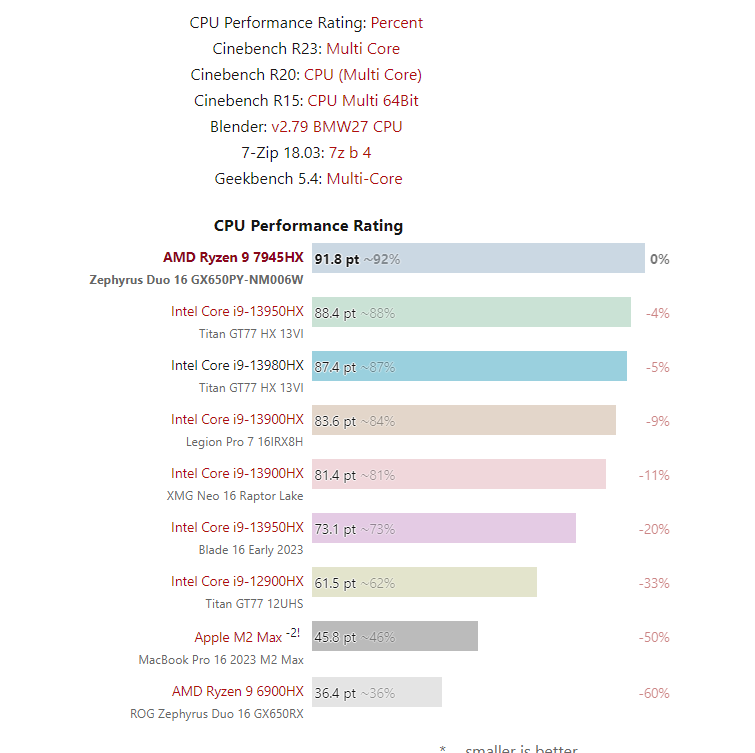 CPU Performance Rating: Percent
Cinebench R23: Multi Core
Cinebench R20: CPU (Multi Core)
Cinebench R15: CPU Multi 64Bit
Blender: v2.79 BMW27 CPU
7-Zip 18.03: 7z b 4
Geekbench 5.4: Multi-Core
CPU Performance Rating
AMD Ryzen 9 7945HX 91.8 pt ~92% 0%
Zephyrus Duo 16 GX650PY-NM006W
Intel Core i9-13950HX 88.4 pt ~88% -4%
Titan GT77 HX 13VI
Intel Core i9-13980HX 87.4 pt ~87% -5%
Titan GT77 HX 13VI
Intel Core i9-13900HX 83.6 pt ~84% -9%
Legion Pro 7 16IRX8H
Intel Core i9-13900HX 81.4 pt ~81% -11%
XMG Neo 16 Raptor Lake
Intel Core i9-13950HX 73.1 pt ~73% -20%
Blade 16 Early 2023
Intel Core i9-12900HX 61.5 pt ~62% -33%
Titan GT77 12UHS
Apple M2 Max -2! 45.8 pt ~46% -50%
MacBook Pro 16 2023 M2 Max
AMD Ryzen 9 6900HX 36.4 pt ~36% -60%
ROG Zephyrus Duo 16 GX650RX
* ... smaller is better